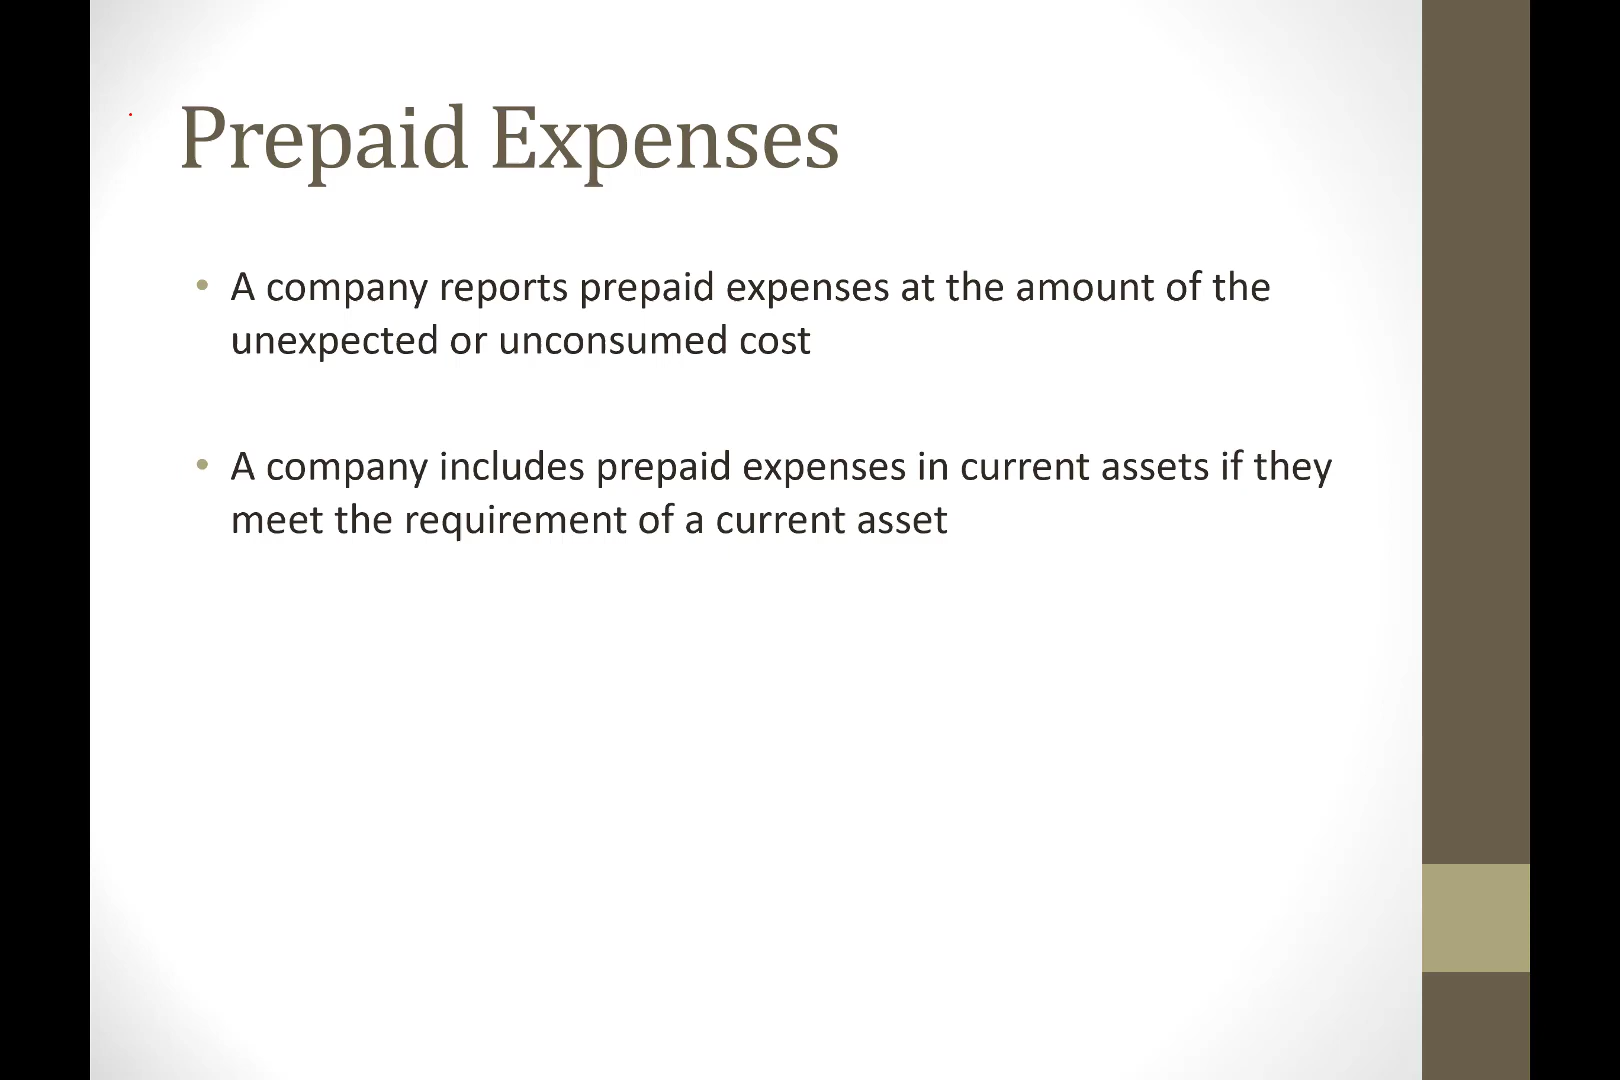 Prepaid Expenses
• A company reports prepaid expenses at the amount of the
unexpected or unconsumed cost
• A company includes prepaid expenses in current assets if they
meet the requirement of a current asset